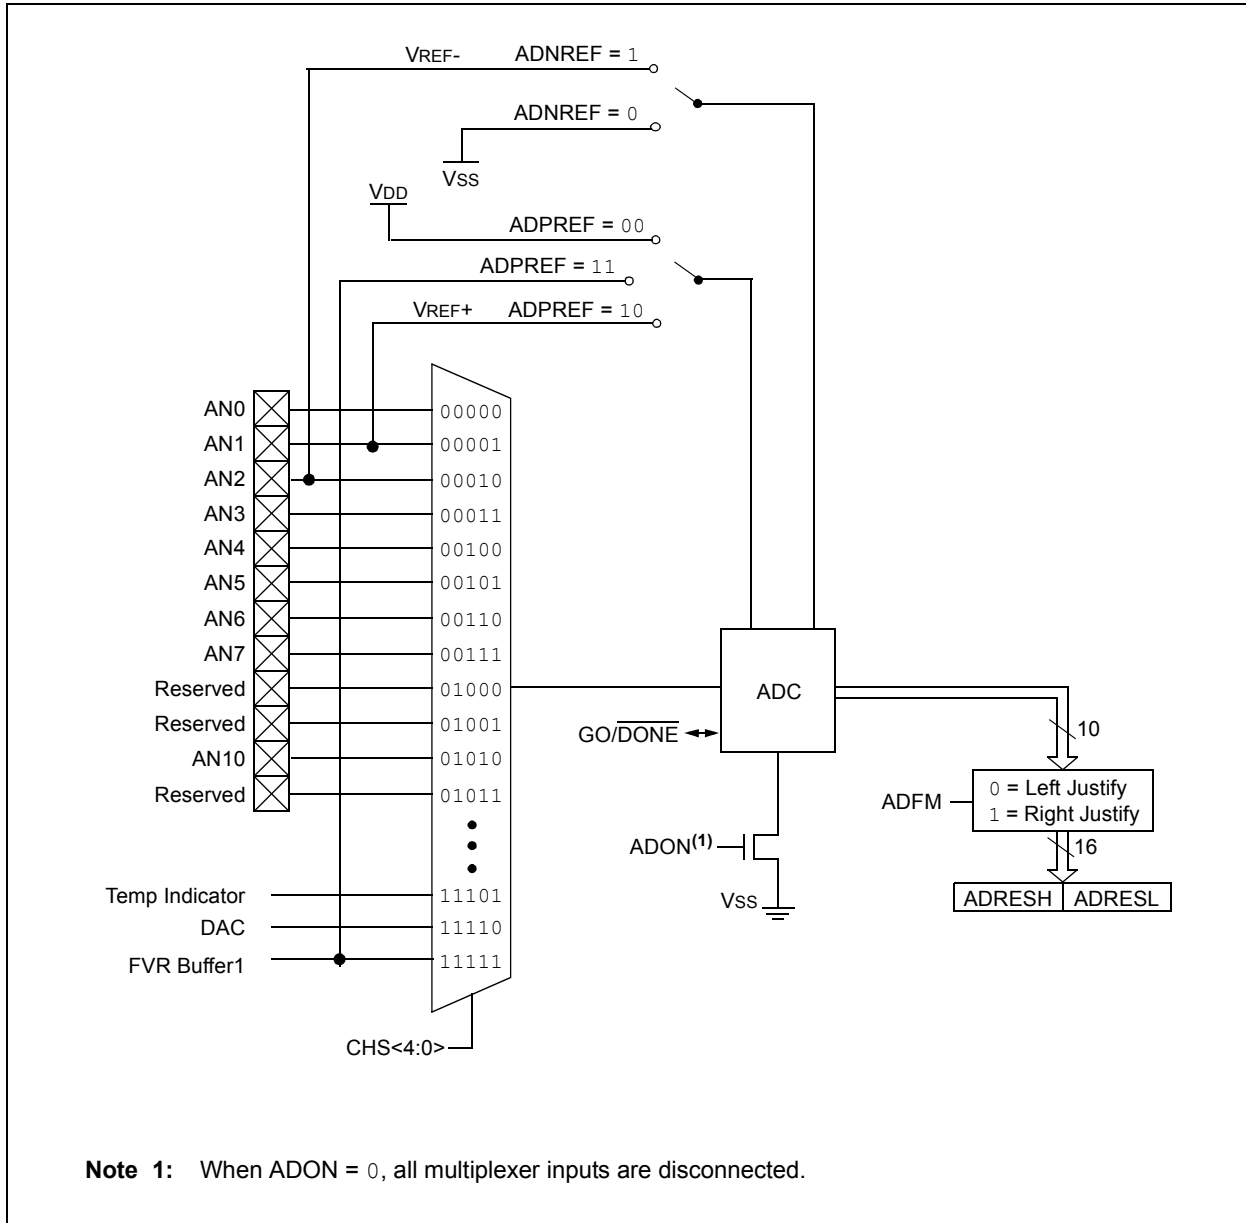 VREF- ADNREF = 1
ADNREF = 0
VSS
VDD
ADPREF = 00
ADPREF = 11
VREF+ ADPREF = 10
AN0 00000
AN1 00001
AN2 00010
AN3 00011
AN4 00100
AN5 00101
AN6 00110
AN7 00111
Reserved 01000
Reserved 01001
AN10 01010
Reserved 01011
Temp Indicator 11101
DAC 11110
FVR Buffer1 11111
CHS<4:0>
ADC
GO/DONE
ADON(1)
VSS
10
ADFM
0 = Left Justify
1 = Right Justify
16
ADRESH ADRESL
Note 1: When ADON = 0, all multiplexer inputs are disconnected.